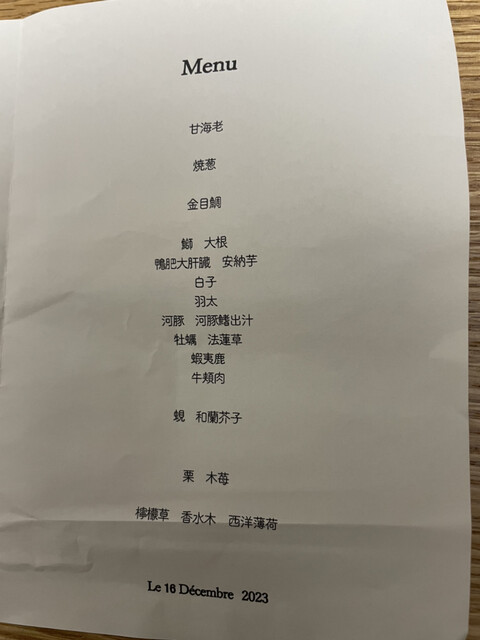 Menu
甘海老
焼葱
金目鯛
鰤 大根
鴨肥大肝臓 安納芋
白子
羽太
河豚 河豚鰭出汁
牡蠣 法蓮草
蝦夷鹿
牛頬肉
蜆 和蘭芥子
栗 木苺
檸檬草 香水木 西洋薄荷
Le 16 Décembre 2023